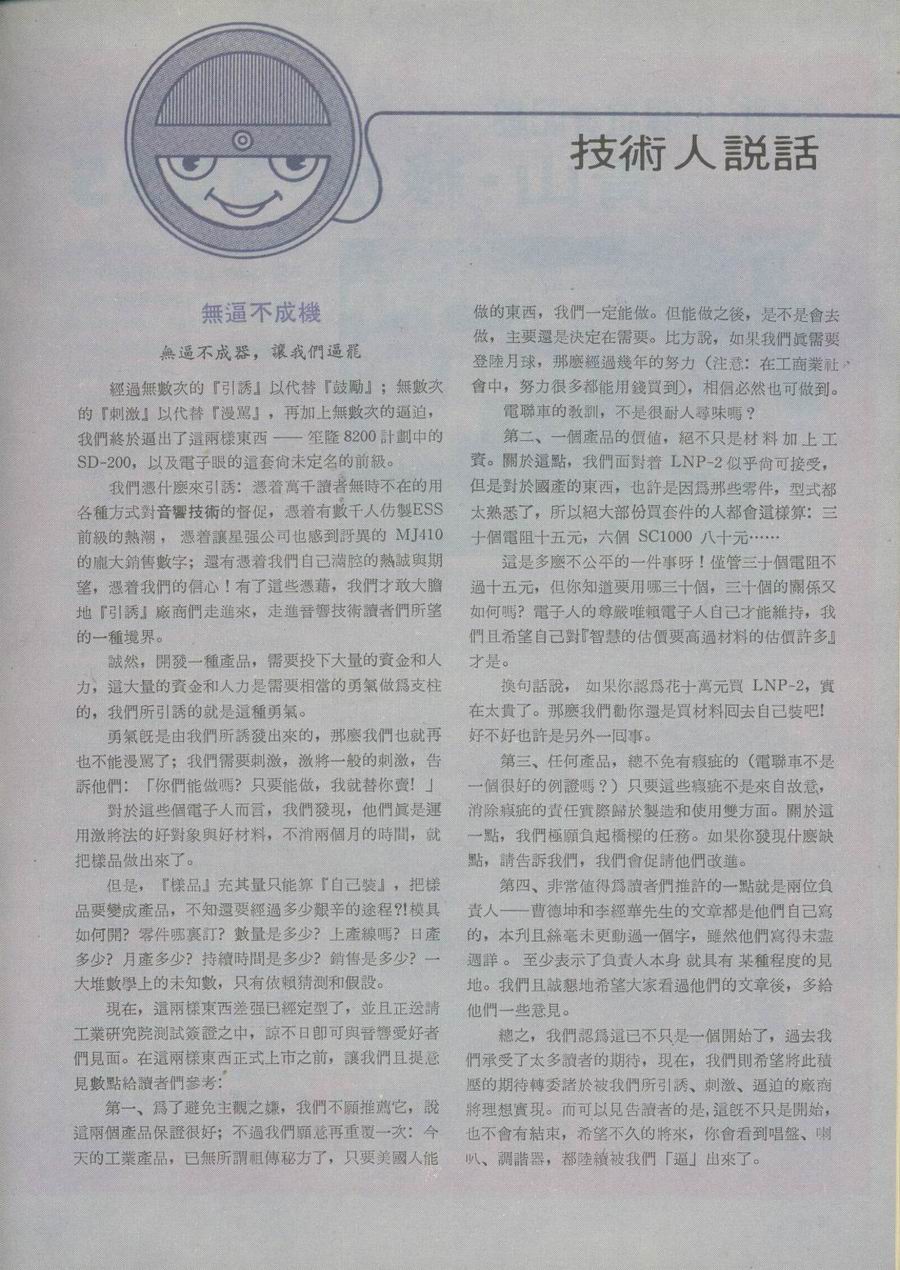 技術人説話
無逼不成機
無逼不成器，讓我們逼罷
經過無數次的『引誘』以代替『鼓勵』；無數次
的『刺激』以代替『漫罵』，再加上無數次的逼迫，
我們終於逼出了這兩樣東西 —— 笙隆 8200 計劃中的
SD-200，以及電子眼的這套尙未定名的前級。
我們憑什麼來引誘：憑着萬千讀者無時不在的用
各種方式對音響技術的督促，憑着有數千人仿製ESS
前級的熱潮，憑着讓星强公司也感到訝異的 MJ410
的龐大銷售數字；還有憑着我們自己滿腔的熱誠與期
望，憑着我們的信心！有了這些憑藉，我們才敢大膽
地『引誘』廠商們走進來，走進音響技術讀者們所望
的一種境界。
誠然，開發一種產品，需要投下大量的資金和人
力，這大量的資金和人力是需要相當的勇氣做爲支柱
的，我們所引誘的就是這種勇氣。
勇氣旣是由我們所誘發出來的，那麼我們也就再
也不能漫罵了；我們需要刺激，激將一般的刺激，告
訴他們：「你們能做嗎？只要能做，我就替你賣！」
對於這些個電子人而言，我們發現，他們眞是運
用激將法的好對象與好材料，不消兩個月的時間，就
把樣品做出來了。
但是，『樣品』充其量只能算『自己裝』，把樣
品要變成產品，不知還要經過多少艱辛的途程?!模具
如何開？零件哪裏訂？數量是多少？上產線嗎？日產
多少？月產多少？持續時間是多少？銷售是多少？一
大堆數學上的未知數，只有依賴猜測和假設。
現在，這兩樣東西差强已經定型了，並且正送請
工業研究院測試簽證之中，諒不日卽可與音響愛好者
們見面。在這兩樣東西正式上市之前，讓我們且提意
見數點給讀者們參考：
第一、爲了避免主觀之嫌，我們不願推薦它，說
這兩個產品保證很好；不過我們願意再重覆一次：今
天的工業產品，已無所謂祖傳秘方了，只要美國人能
做的東西，我們一定能做。但能做之後，是不是會去
做，主要還是決定在需要。比方說，如果我們眞需要
登陸月球，那麼經過幾年的努力（注意：在工商業社
會中，努力很多都能用錢買到），相信必然也可做到。
電聯車的敎訓，不是很耐人尋味嗎？
第二、一個產品的價值，絕不只是材料加上工
資。關於這點，我們面對着 LNP-2 似乎尙可接受，
但是對於國產的東西，也許是因爲那些零件，型式都
太熟悉了，所以絕大部份買套件的人都會這樣算：三
十個電阻十五元，六個 SC1000 八十元……
這是多麼不公平的一件事呀！僅管三十個電阻不
過十五元，但你知道要用哪三十個，三十個的關係又
如何嗎？電子人的尊嚴唯賴電子人自己才能維持，我
們且希望自己對『智慧的估價要高過材料的估價許多』
才是。
換句話說， 如果你認爲花十萬元買 LNP-2，實
在太貴了。那麼我們勸你還是買材料囘去自己裝吧！
好不好也許是另外一回事。
第三、任何產品，總不免有瑕疵的（電聯車不是
一個很好的例證嗎？）只要這些瑕疵不是來自故意，
消除瑕疵的責任實際歸於製造和使用雙方面。關於這
一點，我們極願負起橋樑的任務。如果你發現什麼缺
點，請告訴我們，我們會促請他們改進。
第四、非常値得爲讀者們推許的一點就是兩位負
責人——曹德坤和李經華先生的文章都是他們自己寫
的，本刋且絲毫未更動過一個字，雖然他們寫得未盡
週詳。 至少表示了負責人本身 就具有 某種程度的見
地。我們且誠懇地希望大家看過他們的文章後，多給
他們一些意見。
總之，我們認爲這已不只是一個開始了，過去我
們承受了太多讀者的期待，現在，我們則希望將此積
壓的期待轉委諸於被我們所引誘、刺激、逼迫的廠商
將理想實現。而可以見告讀者的是，這旣不只是開始，
也不會有結束，希望不久的將來，你會看到唱盤、喇
叭、調諧器，都陸續被我們「逼」出來了。